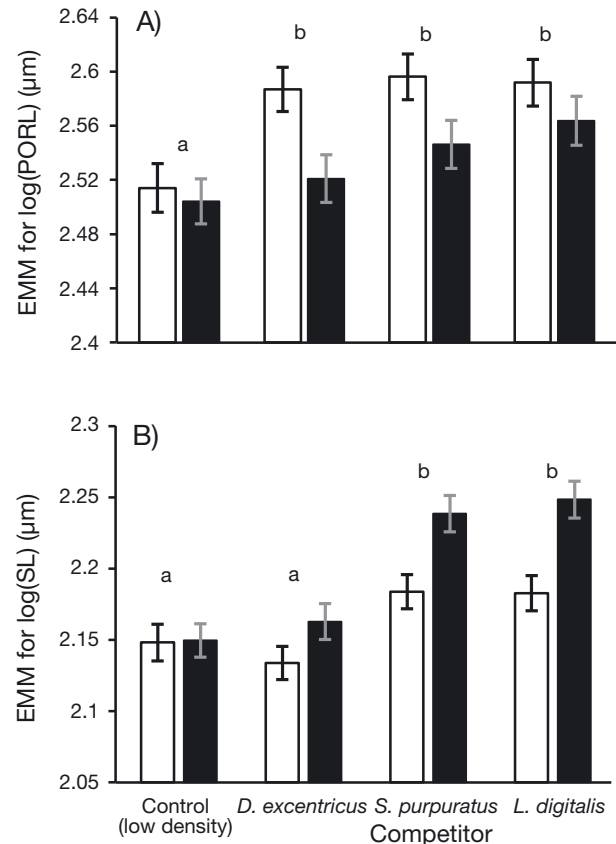 A)
EMM for log(PORL) (µm)
2.64
2.6
2.56
2.52
2.48
2.44
2.4
a
b
b
b
B)
EMM for log(SL) (µm)
2.3
2.25
2.2
2.15
2.1
2.05
a
a
b
b
Control (low density)
D. excentricus
S. purpuratus
L. digitalis
Competitor